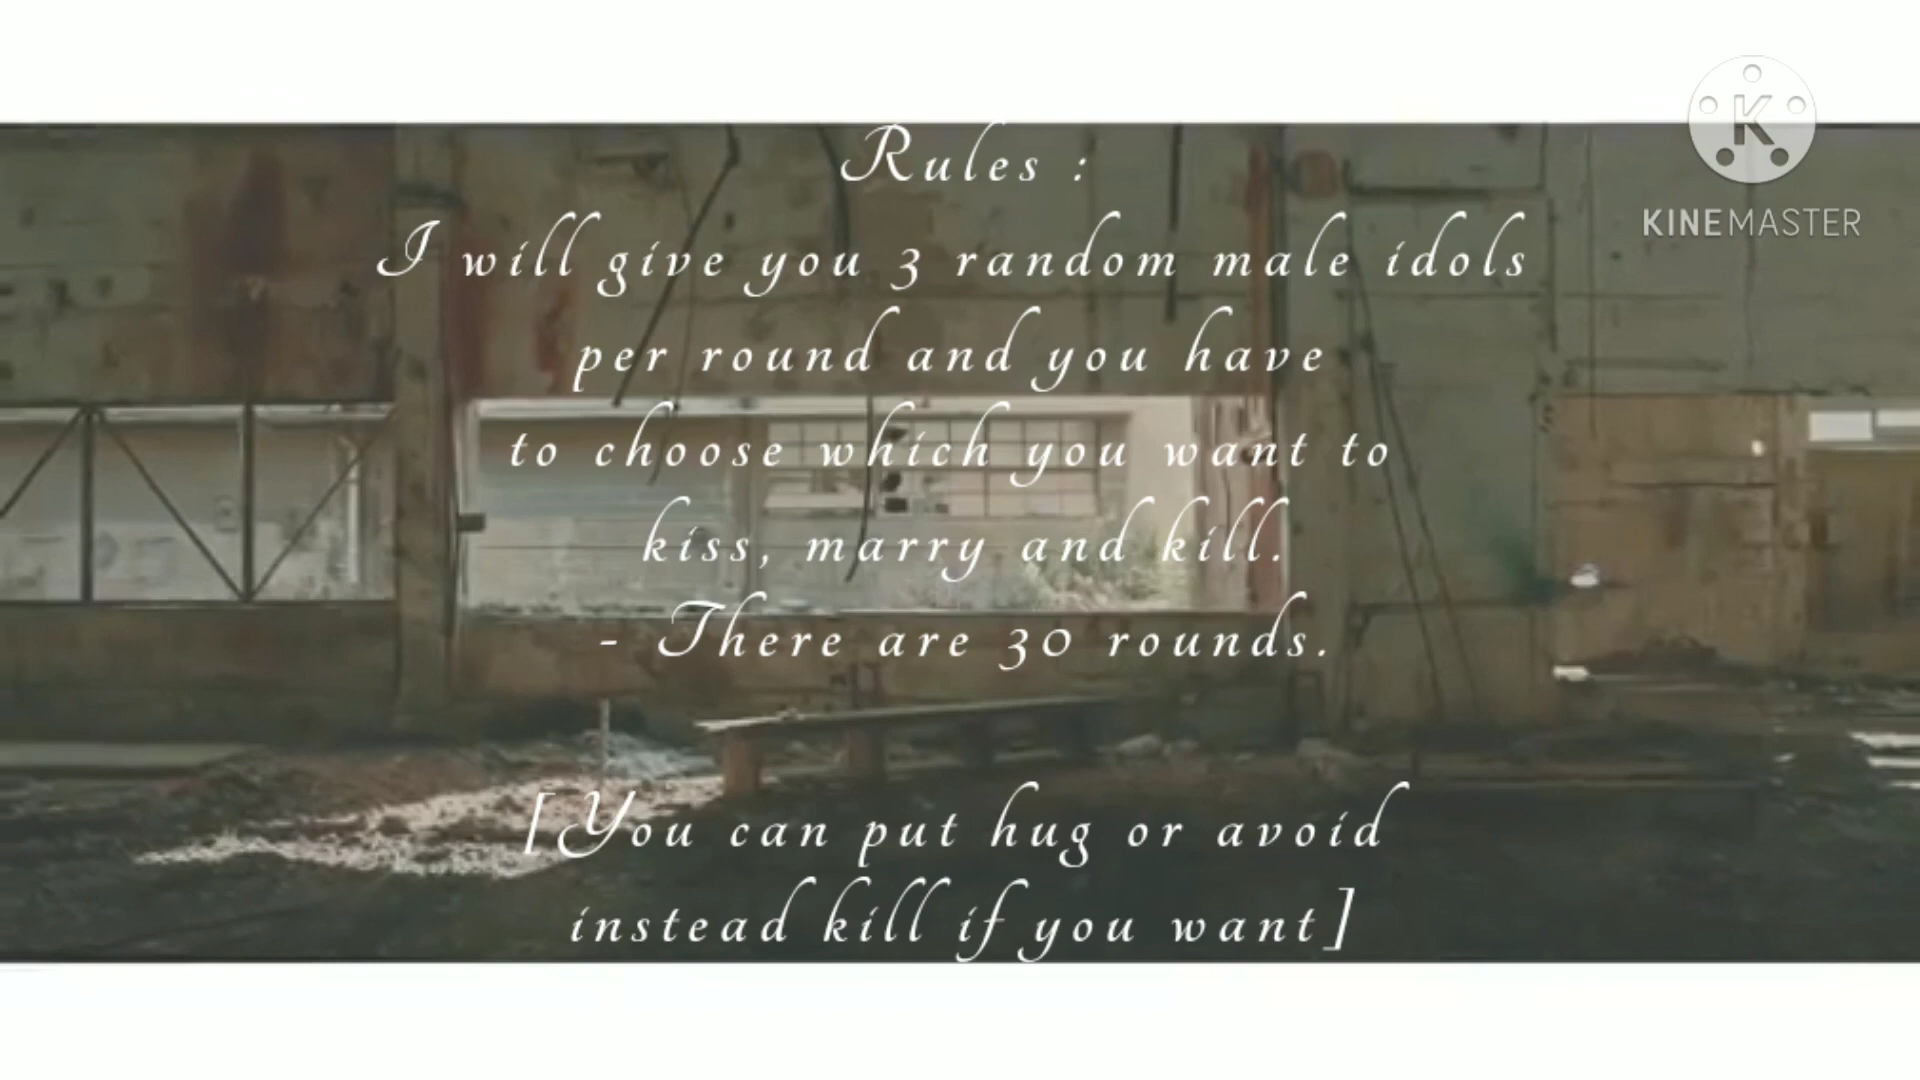 KINEMASTER
Rules :
I will give you 3 random male idols
per round and you have
to choose which you want to
kiss, marry and kill.
- There are 30 rounds.
[You can put hug or avoid
instead kill if you want]